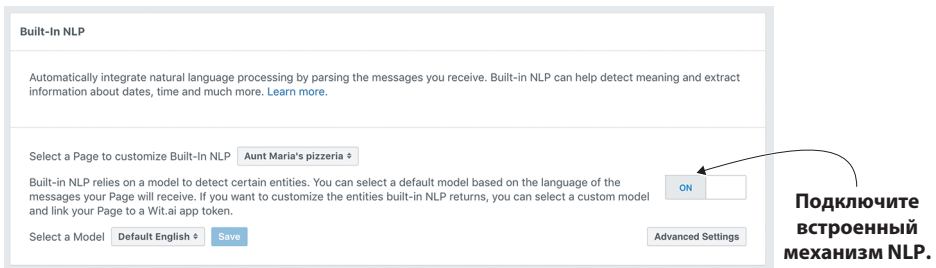 Built-In NLP
Automatically integrate natural language processing by parsing the messages you receive. Built-in NLP can help detect meaning and extract
information about dates, time and much more. Learn more.
Select a Page to customize Built-In NLP Aunt Maria's pizzeria
Built-in NLP relies on a model to detect certain entities. You can select a default model based on the language of the
messages your Page will receive. If you want to customize the entities built-in NLP returns, you can select a custom model
and link your Page to a Wit.ai app token.
ON
Select a Model Default English Save Advanced Settings
Подключите
встроенный
механизм NLP.